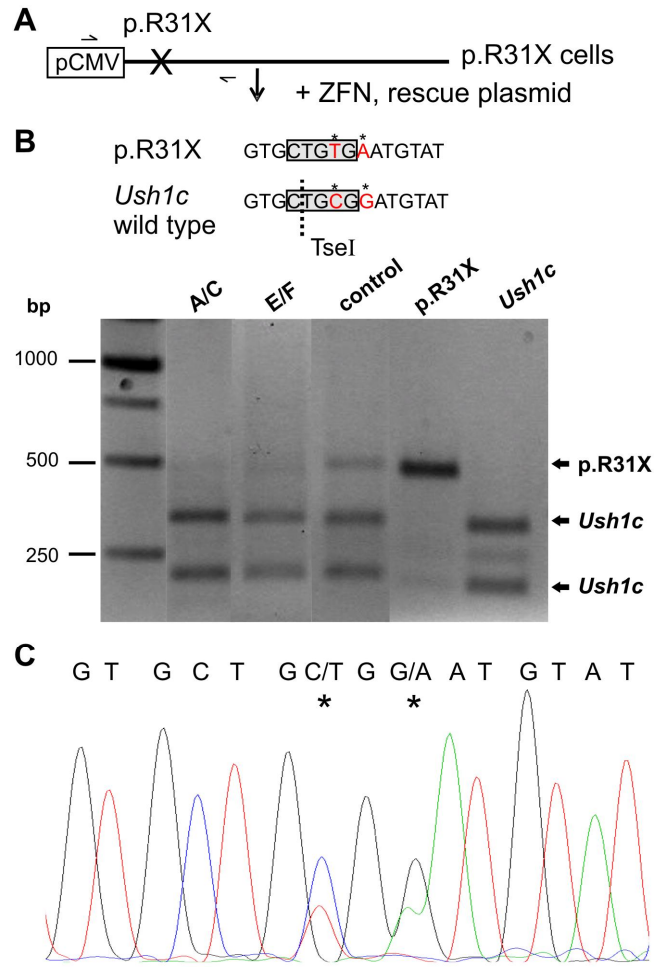 A
p.R31X
pCMV
X
p.R31X cells
+ ZFN, rescue plasmid
B
p.R31X
* *
GTGCTGTGAATGTAT
Ush1c
wild type
* *
GTGCTGCGGATGTAT
TseI
bp
A/C
E/F
control
p.R31X
Ush1c
1000
500
250
p.R31X
Ush1c
Ush1c
C
G T G C T G C/T G G/A A T G T A T
* *